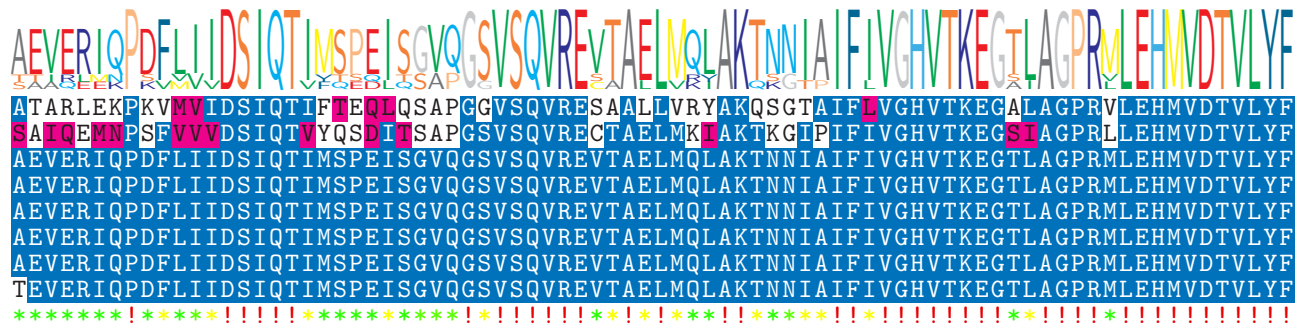 AEVERIQPDFLIIDSIQTIMSPEISGVQGSVSQVREVTAELMQLAKTNNIAIFIVGHVTKEGTLAGPRMLEHMVDTVLYF
ATARLEKPKVMVIDSIQTIFTEQLQSAPGGVSQVRESAALLVRYAKQSGTAIFLVGHVTKEGALAGPRVLEHMVDTVLYF
SAIQEMNPSFVVVDSIQTVYQSDITSAPGSVSQVRECTAELMKIAKTKGIPIFIVGHVTKEGSIAGPRLLEHMVDTVLYF
AEVERIQPDFLIIDSIQTIMSPEISGVQGSVSQVREVTAELMQLAKTNNIAIFIVGHVTKEGTLAGPRMLEHMVDTVLYF
AEVERIQPDFLIIDSIQTIMSPEISGVQGSVSQVREVTAELMQLAKTNNIAIFIVGHVTKEGTLAGPRMLEHMVDTVLYF
AEVERIQPDFLIIDSIQTIMSPEISGVQGSVSQVREVTAELMQLAKTNNIAIFIVGHVTKEGTLAGPRMLEHMVDTVLYF
AEVERIQPDFLIIDSIQTIMSPEISGVQGSVSQVREVTAELMQLAKTNNIAIFIVGHVTKEGTLAGPRMLEHMVDTVLYF
AEVERIQPDFLIIDSIQTIMSPEISGVQGSVSQVREVTAELMQLAKTNNIAIFIVGHVTKEGTLAGPRMLEHMVDTVLYF
TEVERIQPDFLIIDSIQTIMSPEISGVQGSVSQVREVTAELMQLAKTNNIAIFIVGHVTKEGTLAGPRMLEHMVDTVLYF
*******!*****!!!!!**********!*!!!!!!**!*!***!!*****!!*!!!!!!!!**!!!!*!!!!!!!!!!!